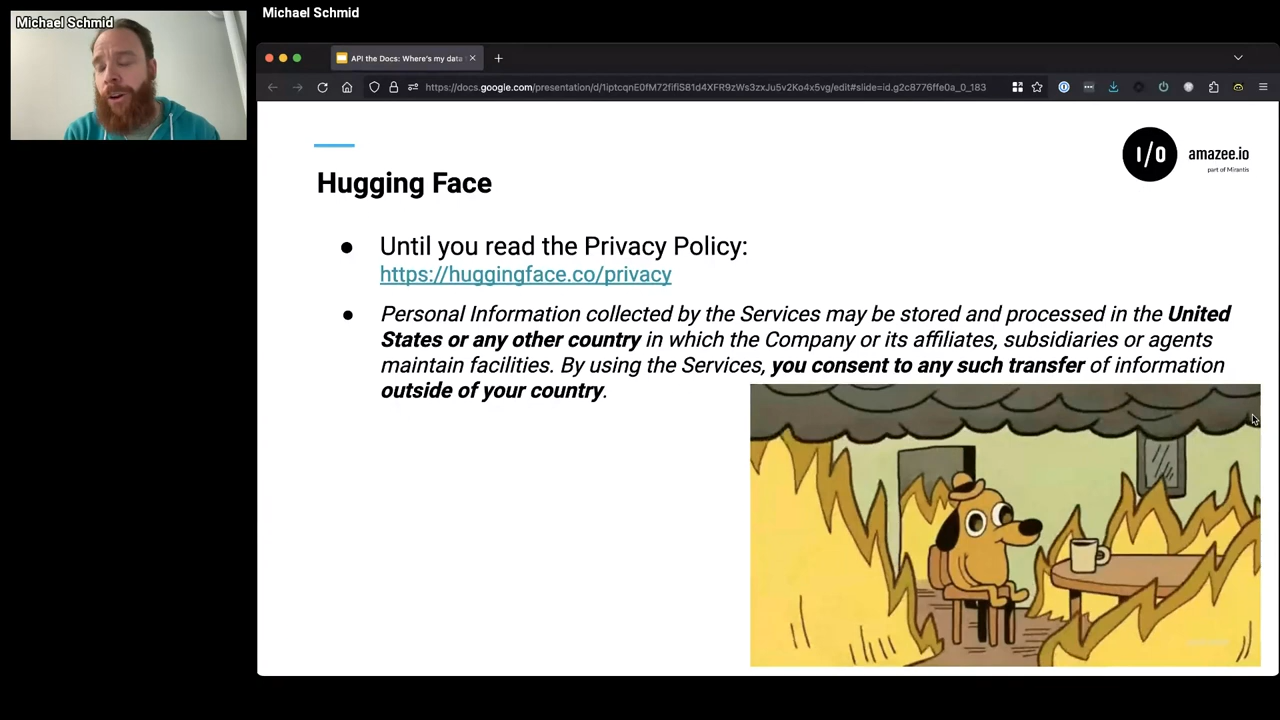 Michael Schmid
Michael Schmid
API the Docs: Where's my data
https://docs.google.com/presentation/d/1iptcqnE0fM72fifiS81d4XFR9zWs3zxJu5v2Ko4x5vg/edit#slide=id.g2c8776ffe0a_0_183
I/O
amazee.io
part of Mirantis
Hugging Face
● Until you read the Privacy Policy:
https://huggingface.co/privacy
● Personal Information collected by the Services may be stored and processed in the United
States or any other country in which the Company or its affiliates, subsidiaries or agents
maintain facilities. By using the Services, you consent to any such transfer of information
outside of your country.